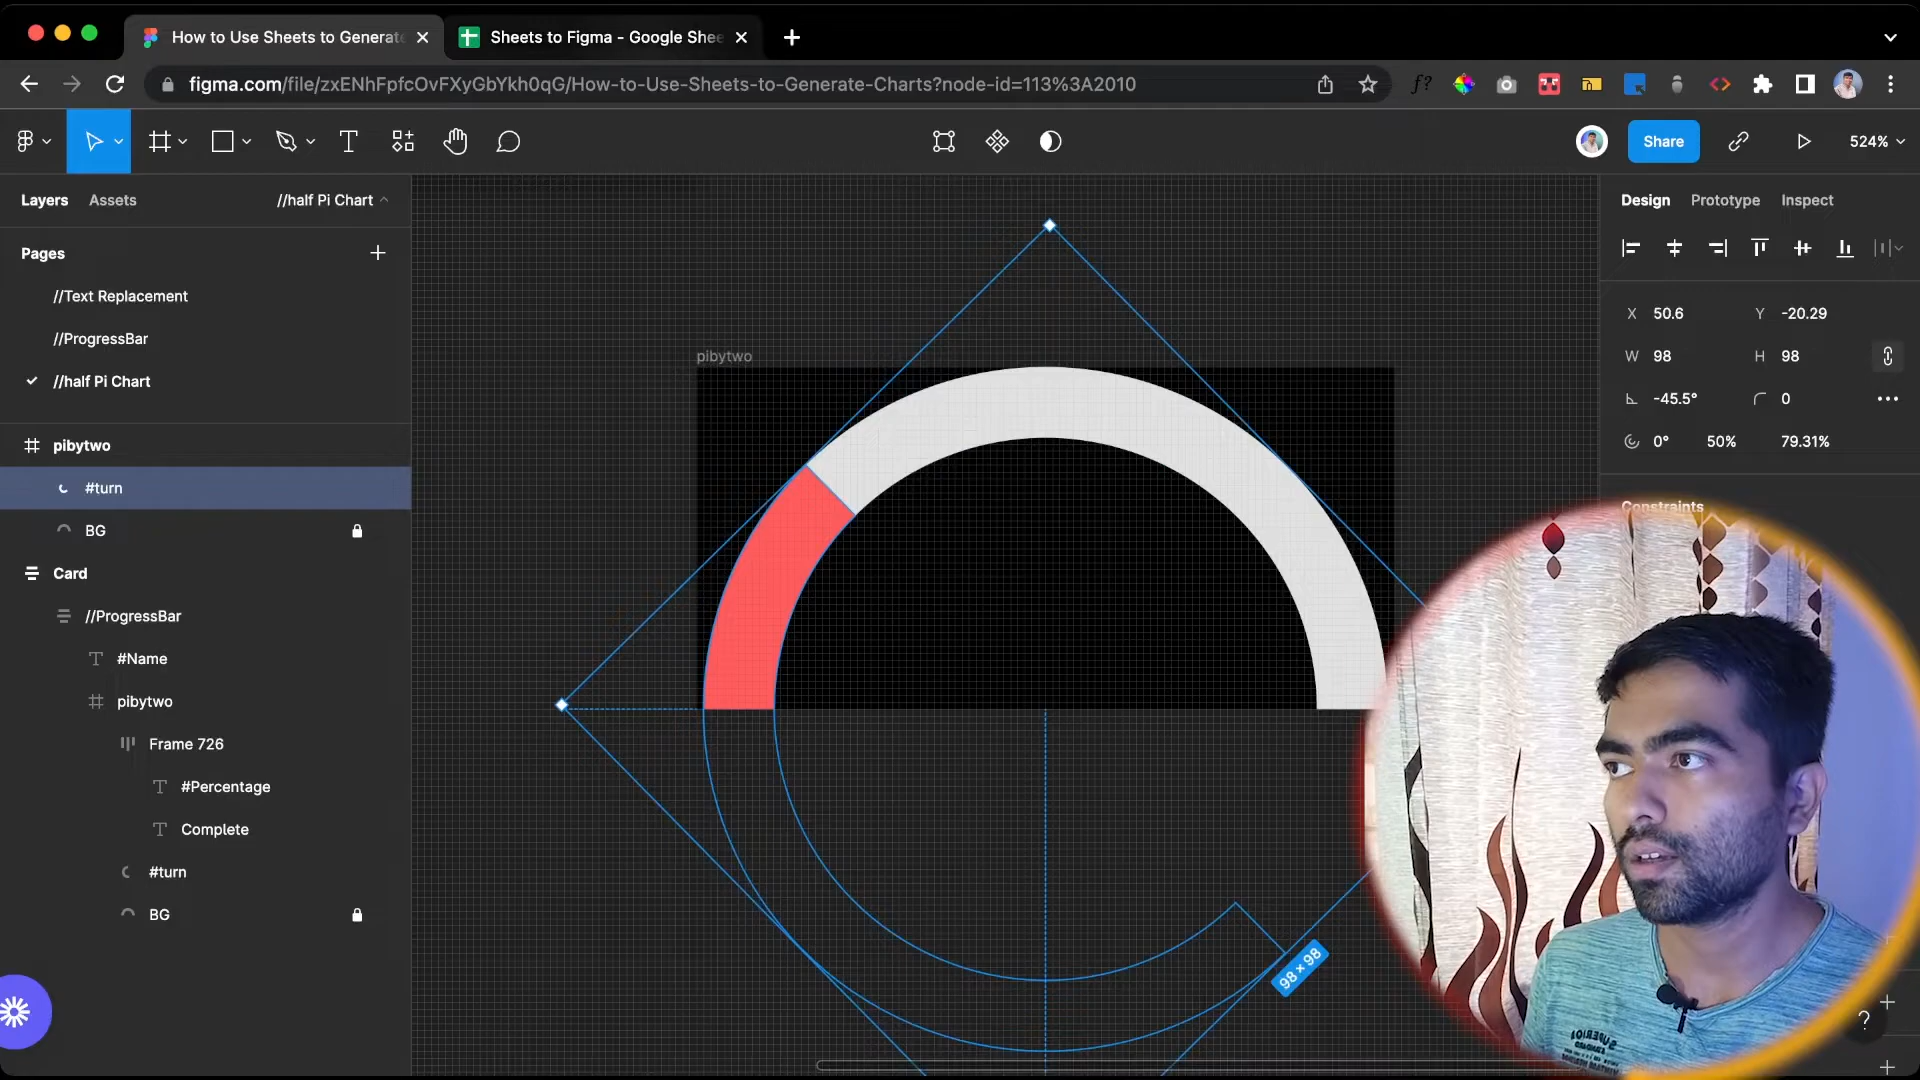 How to Use Sheets to Generate
Sheets to Figma - Google Shee
figma.com/file/zxENhFpfcOvFXyGbYkh0qG/How-to-Use-Sheets-to-Generate-Charts?node-id=113%3A2010
f?
Share
524%
Layers
Assets
//half Pi Chart
Design
Prototype
Inspect
Pages
//Text Replacement
//ProgressBar
//half Pi Chart
X 50.6
Y -20.29
W 98
H 98
-45.5°
0
0°
50%
79.31%
Constraints
pibytwo
#turn
BG
Card
//ProgressBar
#Name
pibytwo
Frame 726
#Percentage
Complete
#turn
BG
pibytwo
98 × 98
?